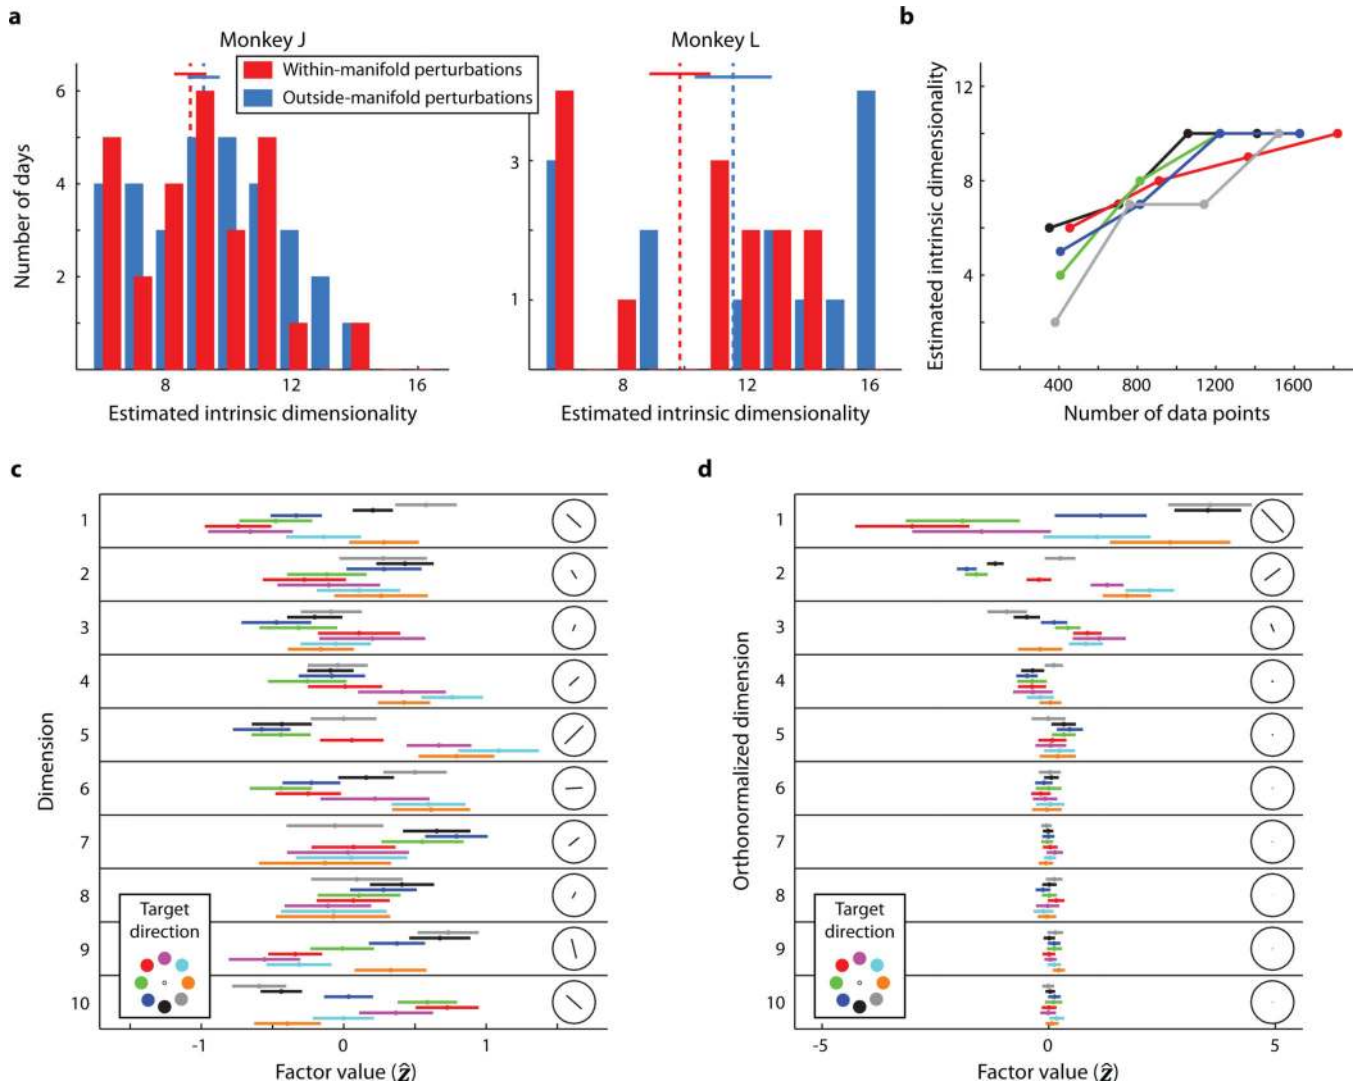 a
b
Monkey J
Monkey L
Within-manifold perturbations
Outside-manifold perturbations
Number of days
6
4
2
8
12
16
Estimated intrinsic dimensionality
3
1
8
12
16
Estimated intrinsic dimensionality
Estimated intrinsic dimensionality
12
8
4
400
800
1200
1600
Number of data points
c
d
Dimension
1
2
3
4
5
6
7
8
9
10
Target
direction
-1
0
1
Factor value (ẑ)
Orthonormalized dimension
1
2
3
4
5
6
7
8
9
10
Target
direction
-5
0
5
Factor value (ẑ)